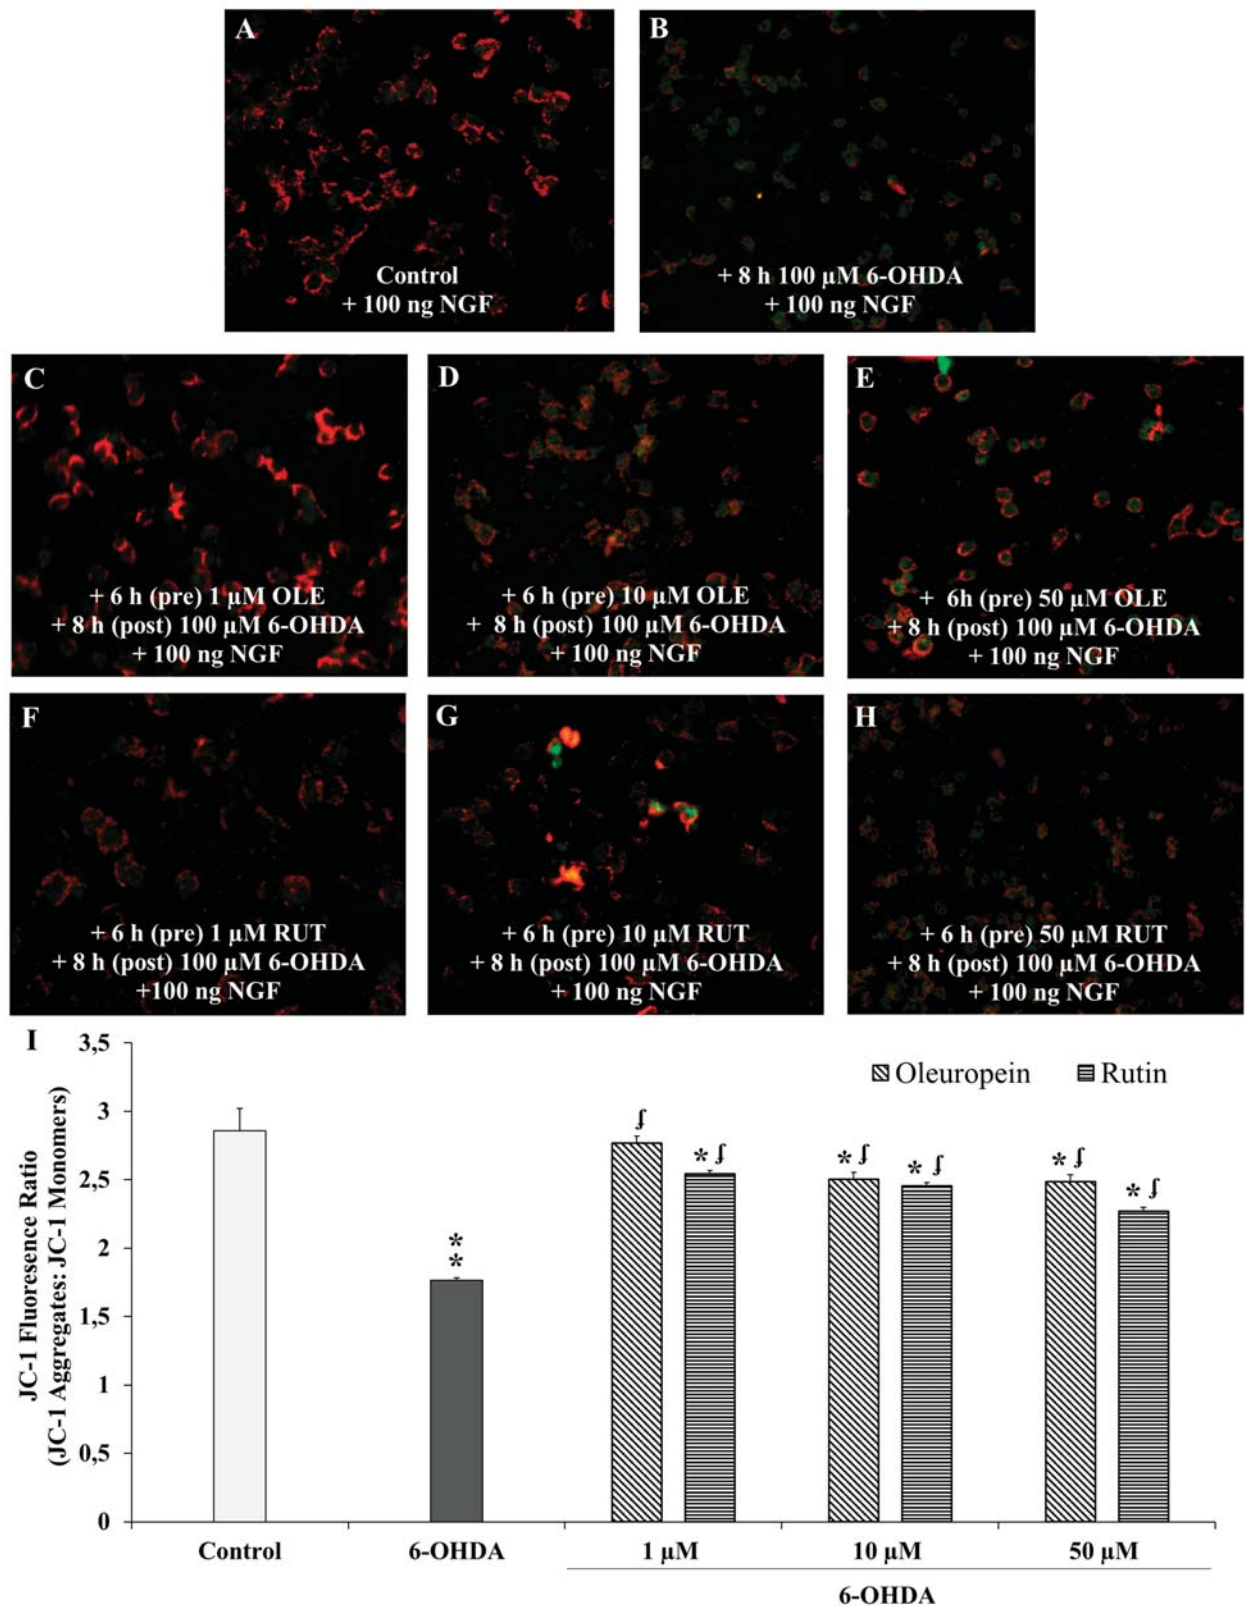 A
Control
+ 100 ng NGF
B
+ 8 h 100 µM 6-OHDA
+ 100 ng NGF
C
+ 6 h (pre) 1 µM OLE
+ 8 h (post) 100 µM 6-OHDA
+ 100 ng NGF
D
+ 6 h (pre) 10 µM OLE
+ 8 h (post) 100 µM 6-OHDA
+ 100 ng NGF
E
+ 6h (pre) 50 µM OLE
+ 8 h (post) 100 µM 6-OHDA
+ 100 ng NGF
F
+ 6 h (pre) 1 µM RUT
+ 8 h (post) 100 µM 6-OHDA
+100 ng NGF
G
+ 6 h (pre) 10 µM RUT
+ 8 h (post) 100 µM 6-OHDA
+ 100 ng NGF
H
+ 6 h (pre) 50 µM RUT
+ 8 h (post) 100 µM 6-OHDA
+ 100 ng NGF
I
JC-1 Fluoresence Ratio
(JC-1 Aggregates: JC-1 Monomers)
3,5
3
2,5
2
1,5
1
0,5
0
Oleuropein
Rutin
*
*
ʄ
* ʄ
* ʄ
* ʄ
* ʄ
* ʄ
Control
6-OHDA
1 µM
10 µM
50 µM
6-OHDA